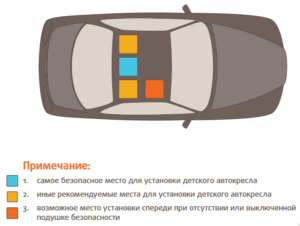 Примечание:
1. самое безопасное место для установки детского автокресла
2. иные рекомендуемые места для установки детского автокресла
3. возможное место установки спереди при отсутствии или выключенной
подушке безопасности